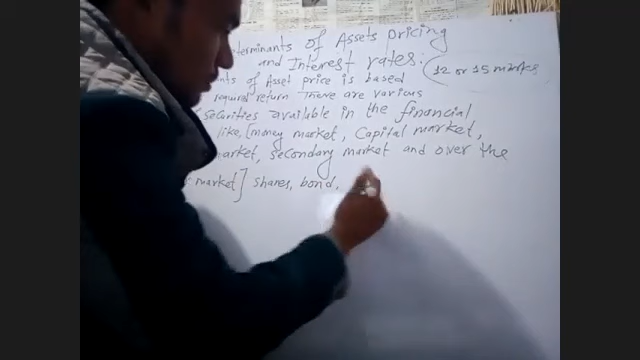 terminants of Assets pricing
and Interest rates. (12 or 15 marks
nts of Asset price is based
required return. There are various
securities available in the financial
like, [money market, Capital market,
market, secondary market and over the
market] shares, bond,